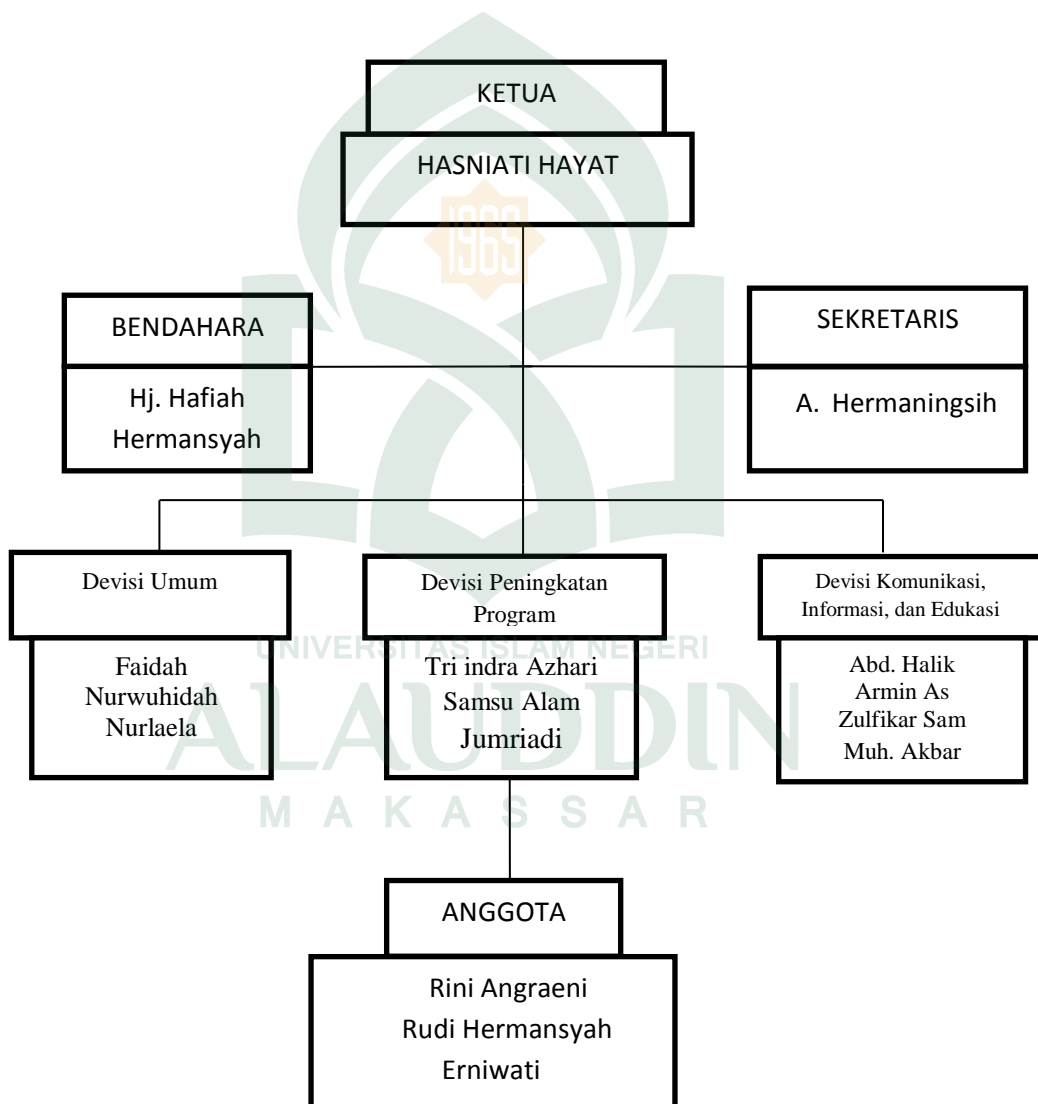 KETUA
HASNIATI HAYAT
1965
BENDAHARA
Hj. Hafiah
Hermansyah
SEKRETARIS
A. Hermaningsih
Devisi Umum
Faidah
Nurwuhidah
Nurlaela
Devisi Peningkatan
Program
Tri indra Azhari
Samsu Alam
Jumriadi
Devisi Komunikasi,
Informasi, dan Edukasi
Abd. Halik
Armin As
Zulfikar Sam
Muh. Akbar
UNIVERSITAS ISLAM NEGERI
ALAUDDIN
MAKASSAR
ANGGOTA
Rini Angraeni
Rudi Hermansyah
Erniwati